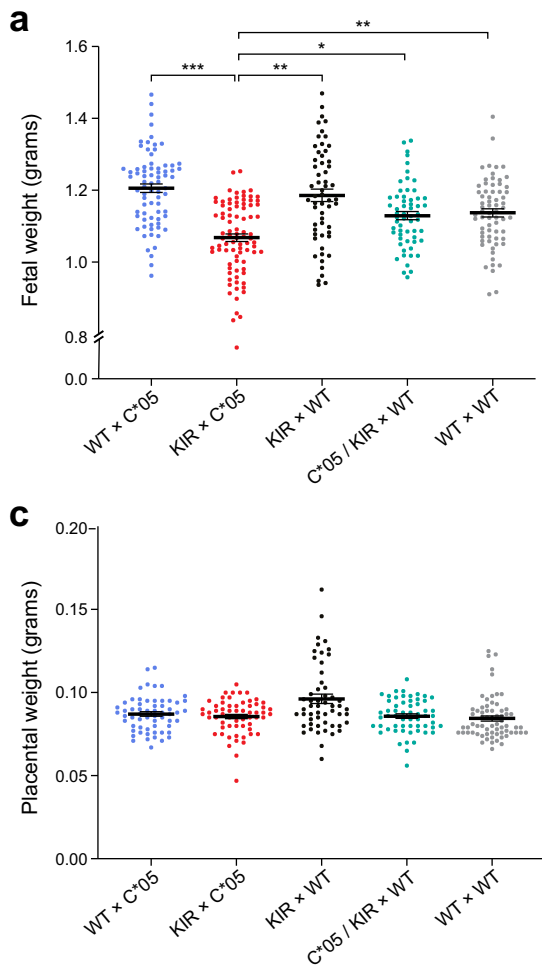 a
Fetal weight (grams)
1.6
1.4
1.2
1.0
0.8
0.0
**
*
*** **
WT × C*05
KIR × C*05
KIR × WT
C*05 / KIR × WT
WT × WT
c
Placental weight (grams)
0.20
0.15
0.10
0.05
0.00
WT × C*05
KIR × C*05
KIR × WT
C*05 / KIR × WT
WT × WT